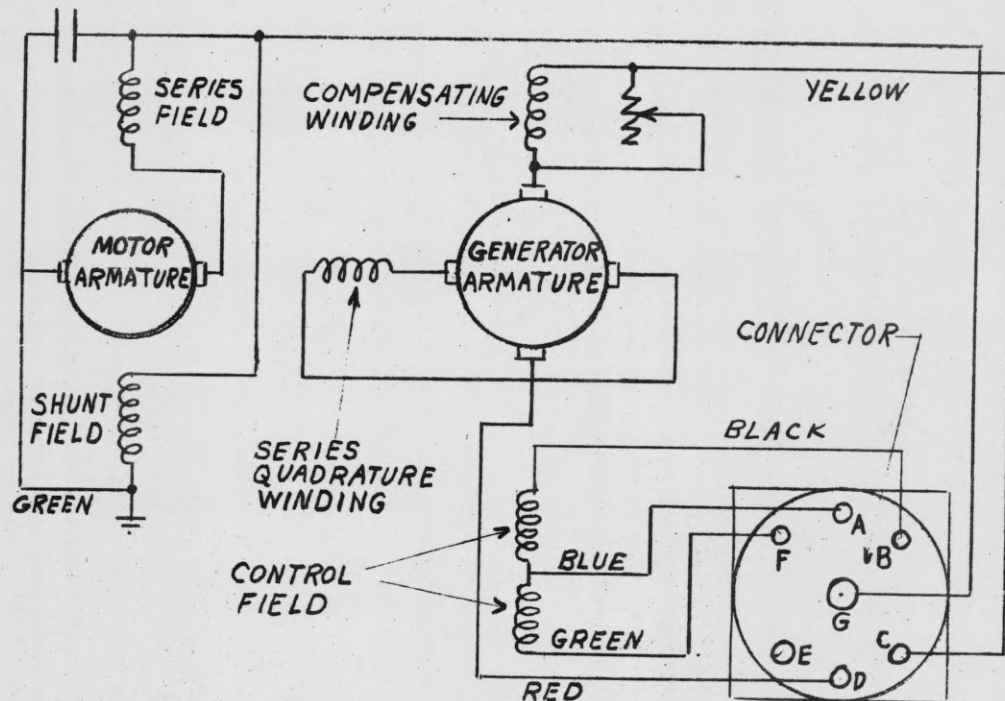 SERIES
FIELD
COMPENSATING
WINDING
YELLOW
MOTOR
ARMATURE
GENERATOR
ARMATURE
CONNECTOR
SHUNT
FIELD
SERIES
QUADRATURE
WINDING
BLACK
GREEN
A
B
F
BLUE
CONTROL
FIELD
G
GREEN
C
E
D
RED